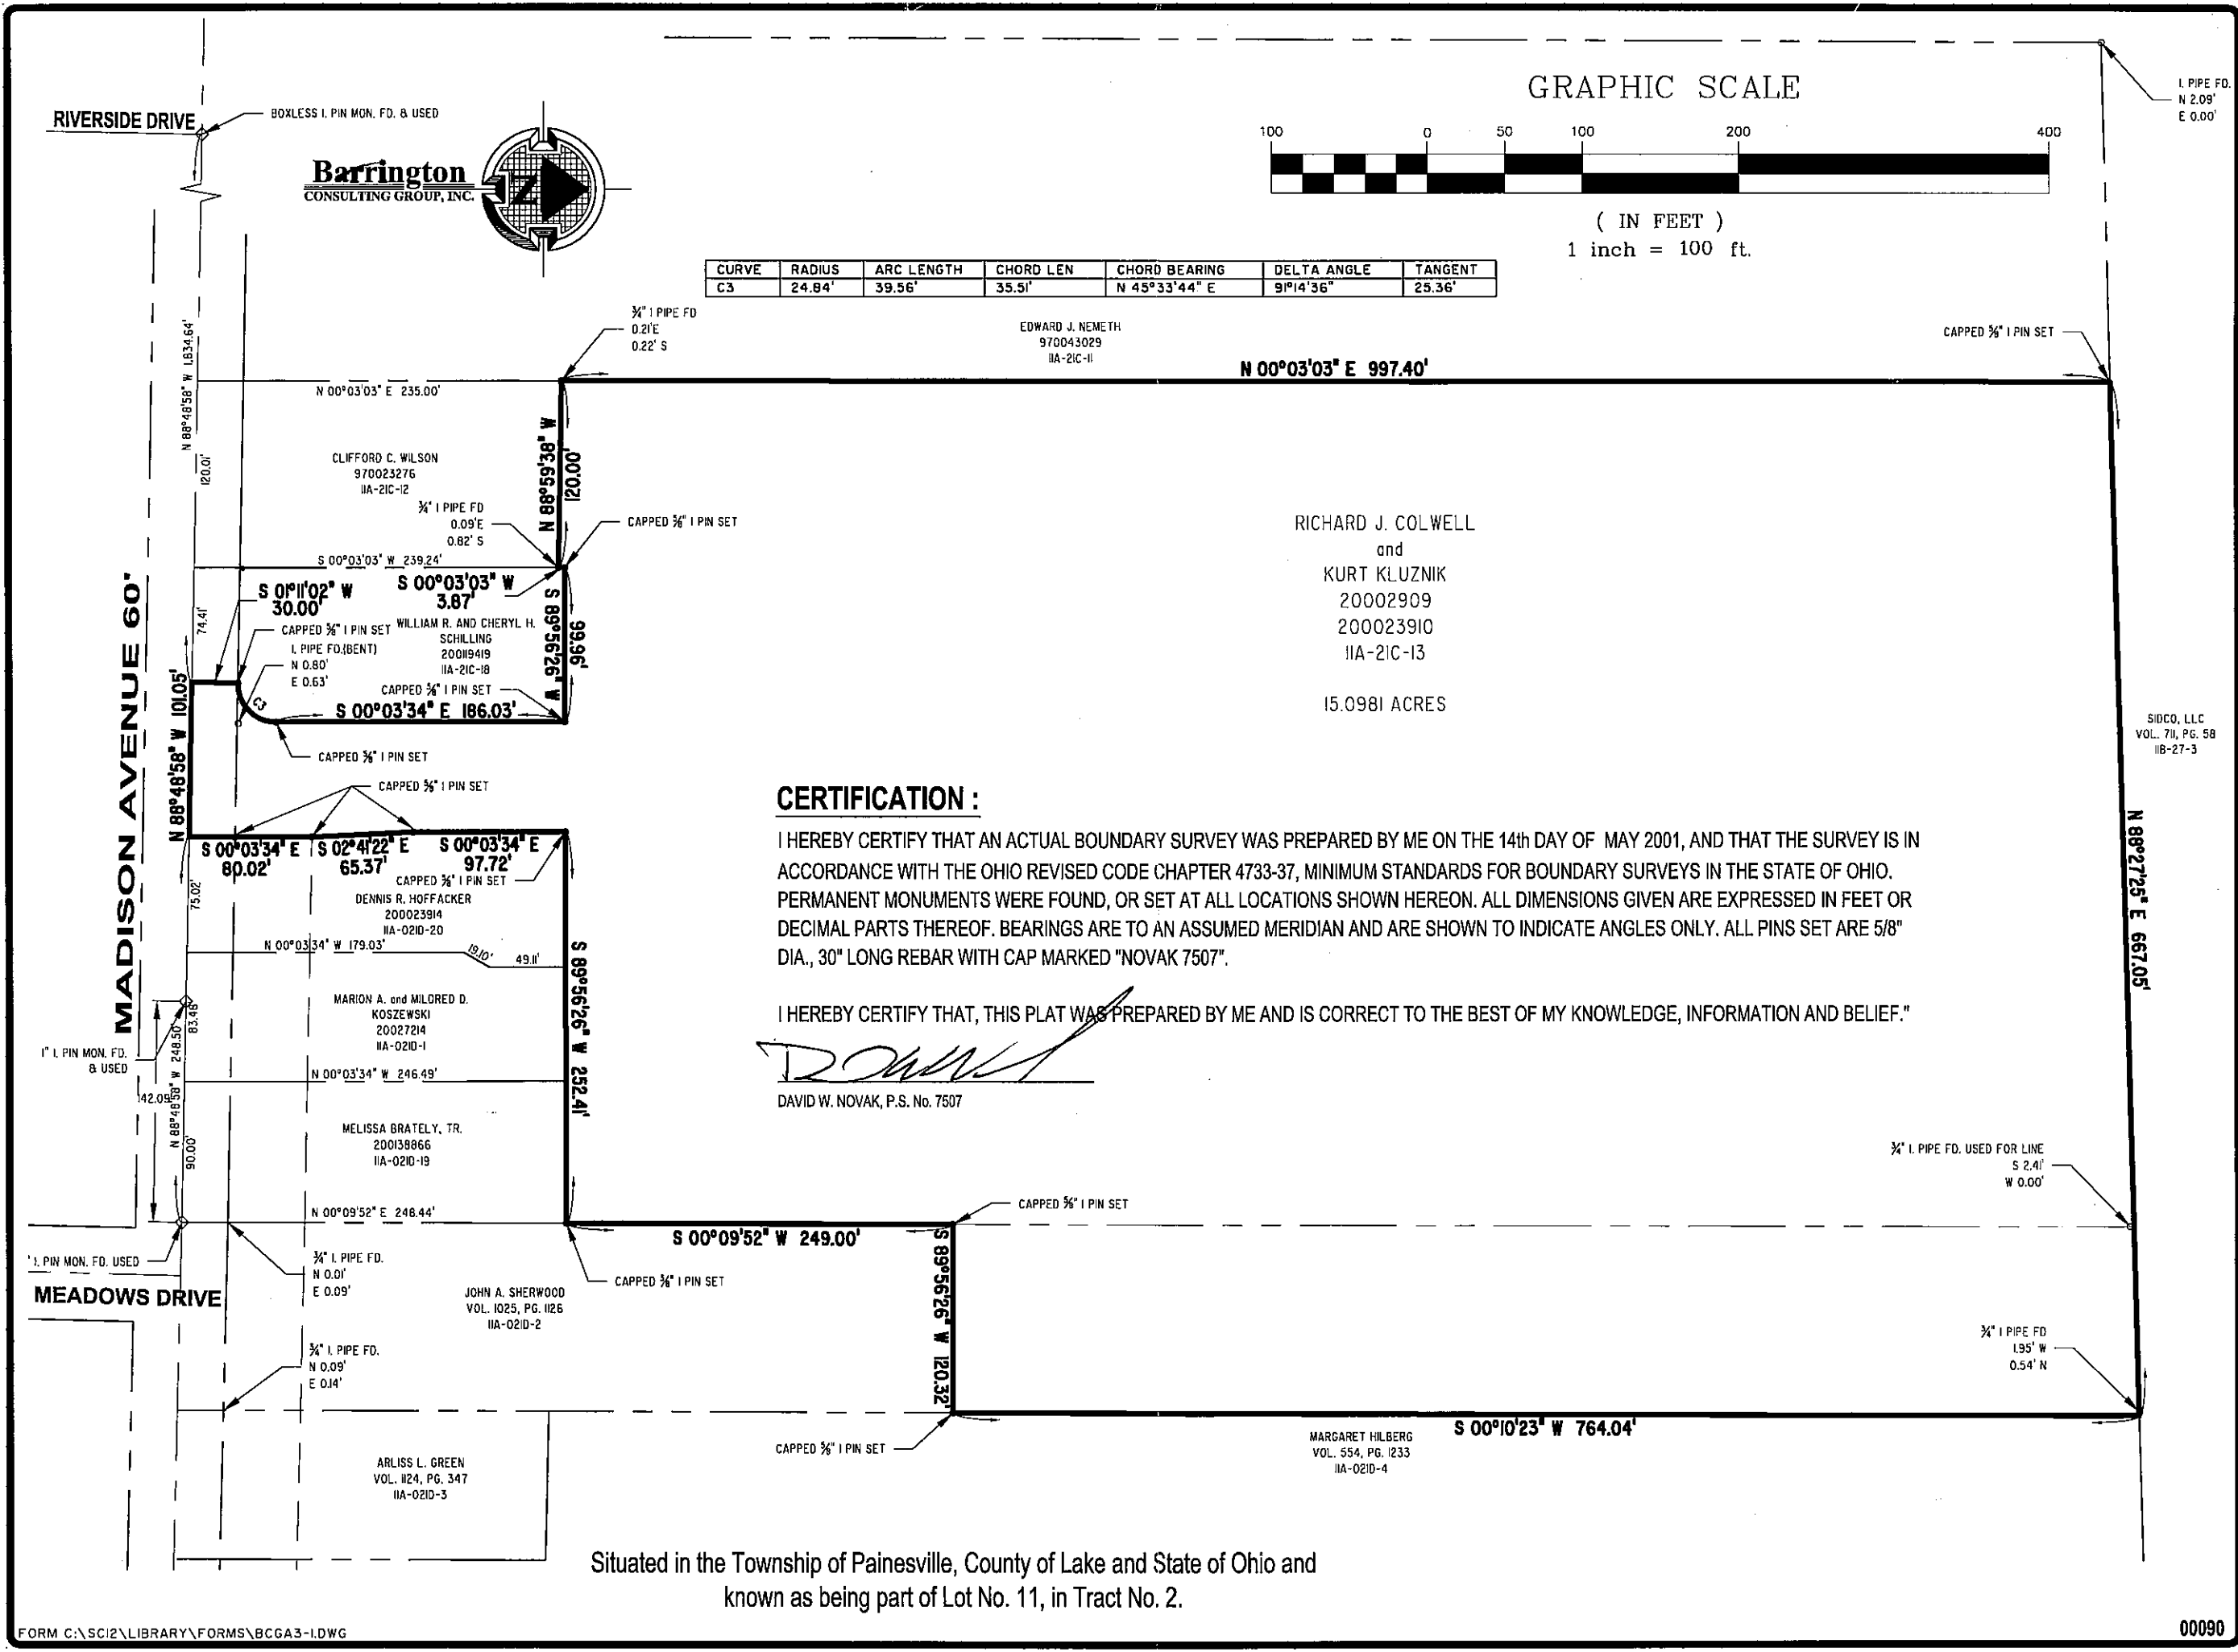 I. PIPE FD.
N 2.09'
E 0.00'
RIVERSIDE DRIVE
BOXLESS I. PIN MON. FD. & USED
Barrington
CONSULTING GROUP, INC.
Z
GRAPHIC SCALE
100 0 50 100 200 400
( IN FEET )
1 inch = 100 ft.
CURVE RADIUS ARC LENGTH CHORD LEN CHORD BEARING DELTA ANGLE TANGENT
C3 24.84' 39.56' 35.51' N 45°33'44" E 91°14'36" 25.36'
3/4" I PIPE FD
0.21'E
0.22' S
EDWARD J. NEMETH
970043029
11A-21C-11
N 00°03'03" E 997.40'
CAPPED 5/8" I PIN SET
N 88°48'58" W 1,834.64'
N 00°03'03" E 235.00'
120.01'
CLIFFORD C. WILSON
970023276
11A-21C-12
N 88°59'38" W
120.00'
3/4" I PIPE FD
0.09'E
0.82' S
CAPPED 5/8" I PIN SET
S 00°03'03" W 239.24'
S 01°11'02" W
30.00'
S 00°03'03" W
3.87'
74.41'
CAPPED 5/8" I PIN SET
WILLIAM R. AND CHERYL H.
SCHILLING
200119419
11A-21C-18
I. PIPE FD.(BENT)
N 0.80'
E 0.63'
CAPPED 5/8" I PIN SET
S 89°56'26" W
99.96'
C3
S 00°03'34" E 186.03'
CAPPED 5/8" I PIN SET
MADISON AVENUE 60'
N 88°48'58" W 101.05'
RICHARD J. COLWELL
and
KURT KLUZNIK
20002909
200023910
11A-21C-13
15.0981 ACRES
SIDCO, LLC
VOL. 711, PG. 58
11B-27-3
N 88°27'25" E 667.05'
CAPPED 5/8" I PIN SET
S 00°03'34" E
80.02'
S 02°41'22" E
65.37'
S 00°03'34" E
97.72'
CAPPED 5/8" I PIN SET
75.02'
DENNIS R. HOFFACKER
200023914
11A-021D-20
N 00°03'34" W 179.03'
19.10'
49.11'
CERTIFICATION :
I HEREBY CERTIFY THAT AN ACTUAL BOUNDARY SURVEY WAS PREPARED BY ME ON THE 14th DAY OF MAY 2001, AND THAT THE SURVEY IS IN
ACCORDANCE WITH THE OHIO REVISED CODE CHAPTER 4733-37, MINIMUM STANDARDS FOR BOUNDARY SURVEYS IN THE STATE OF OHIO.
PERMANENT MONUMENTS WERE FOUND, OR SET AT ALL LOCATIONS SHOWN HEREON. ALL DIMENSIONS GIVEN ARE EXPRESSED IN FEET OR
DECIMAL PARTS THEREOF. BEARINGS ARE TO AN ASSUMED MERIDIAN AND ARE SHOWN TO INDICATE ANGLES ONLY. ALL PINS SET ARE 5/8"
DIA., 30" LONG REBAR WITH CAP MARKED "NOVAK 7507".
I HEREBY CERTIFY THAT, THIS PLAT WAS PREPARED BY ME AND IS CORRECT TO THE BEST OF MY KNOWLEDGE, INFORMATION AND BELIEF."
DAVID W. NOVAK, P.S. No. 7507
MARION A. and MILDRED D.
KOSZEWSKI
20027214
11A-021D-1
83.48'
1" I. PIN MON. FD.
& USED
N 88°48'58" W 248.50'
142.09'
N 00°03'34" W 246.49'
S 89°56'26" W 252.41'
MELISSA BRATELY, TR.
200138866
11A-021D-19
90.00'
N 00°09'52" E 248.44'
3/4" I. PIPE FD. USED FOR LINE
S 2.41'
W 0.00'
CAPPED 5/8" I PIN SET
S 00°09'52" W 249.00'
I. PIN MON. FD. USED
MEADOWS DRIVE
3/4" I. PIPE FD.
N 0.01'
E 0.09'
CAPPED 5/8" I PIN SET
JOHN A. SHERWOOD
VOL. 1025, PG. 1126
11A-021D-2
S 89°56'26" W 120.32'
3/4" I. PIPE FD.
N 0.09'
E 0.14'
3/4" I PIPE FD
1.95' W
0.54' N
CAPPED 5/8" I PIN SET
MARGARET HILBERG
VOL. 554, PG. 1233
11A-021D-4
S 00°10'23" W 764.04'
ARLISS L. GREEN
VOL. 1124, PG. 347
11A-021D-3
Situated in the Township of Painesville, County of Lake and State of Ohio and
known as being part of Lot No. 11, in Tract No. 2.
FORM C:\SCI2\LIBRARY\FORMS\BCGA3-1.DWG
00090